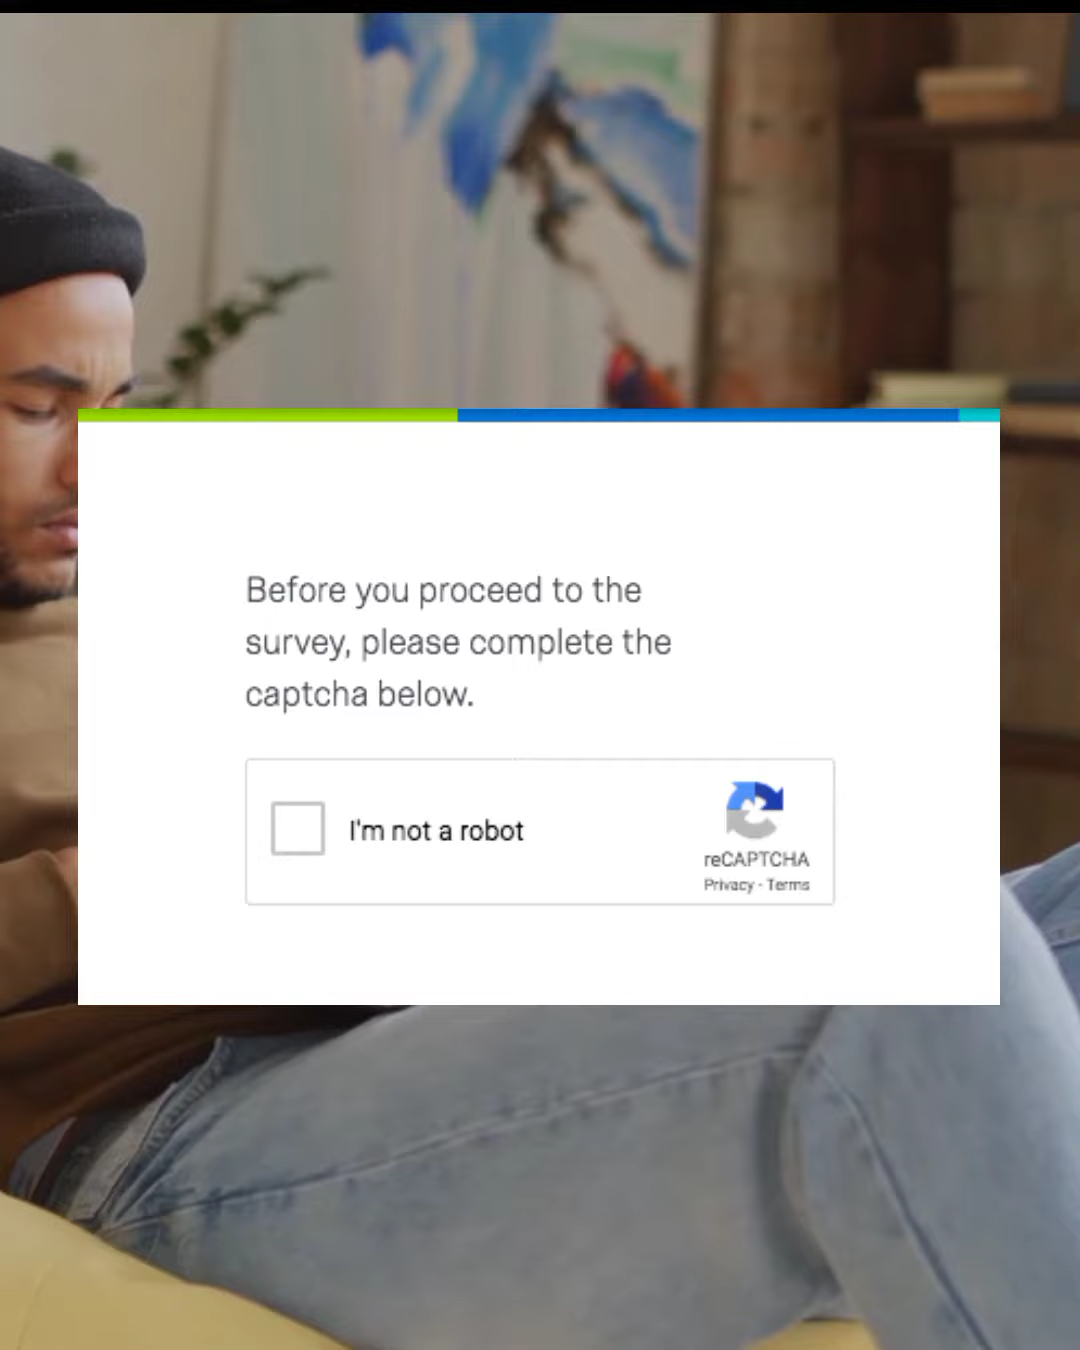 Before you proceed to the
survey, please complete the
captcha below.
I'm not a robot
reCAPTCHA
Privacy - Terms